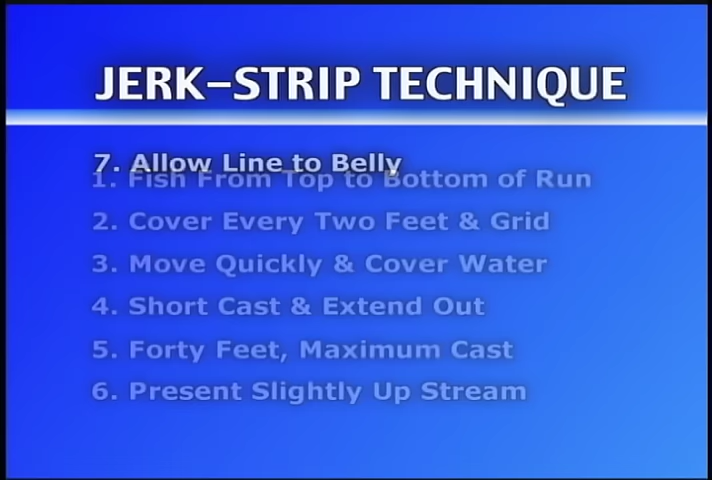 JERK–STRIP TECHNIQUE
7. Allow Line to Belly
1. Fish From Top to Bottom of Run
2. Cover Every Two Feet & Grid
3. Move Quickly & Cover Water
4. Short Cast & Extend Out
5. Forty Feet, Maximum Cast
6. Present Slightly Up Stream